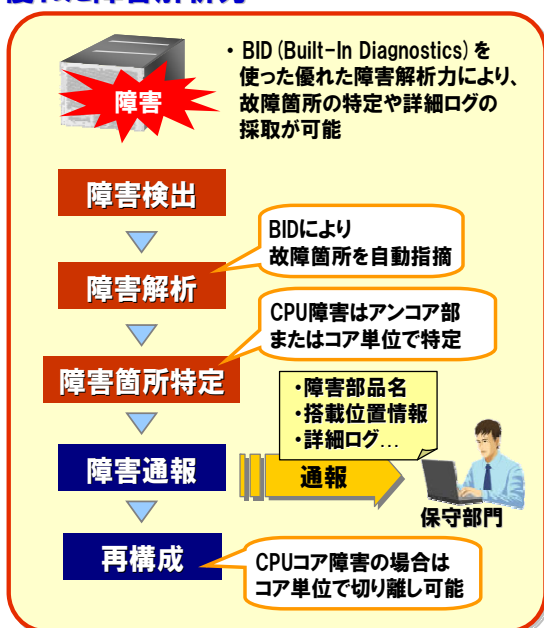 ・BID(Built-In Diagnostics)を
使った優れた障害解析力により、
故障箇所の特定や詳細ログの
採取が可能
障害
障害検出
BIDにより
故障箇所を自動指摘
障害解析
CPU障害はアンコア部
またはコア単位で特定
障害箇所特定
・障害部品名
・搭載位置情報
・詳細ログ…
障害通報
通報
保守部門
再構成
CPUコア障害の場合は
コア単位で切り離し可能